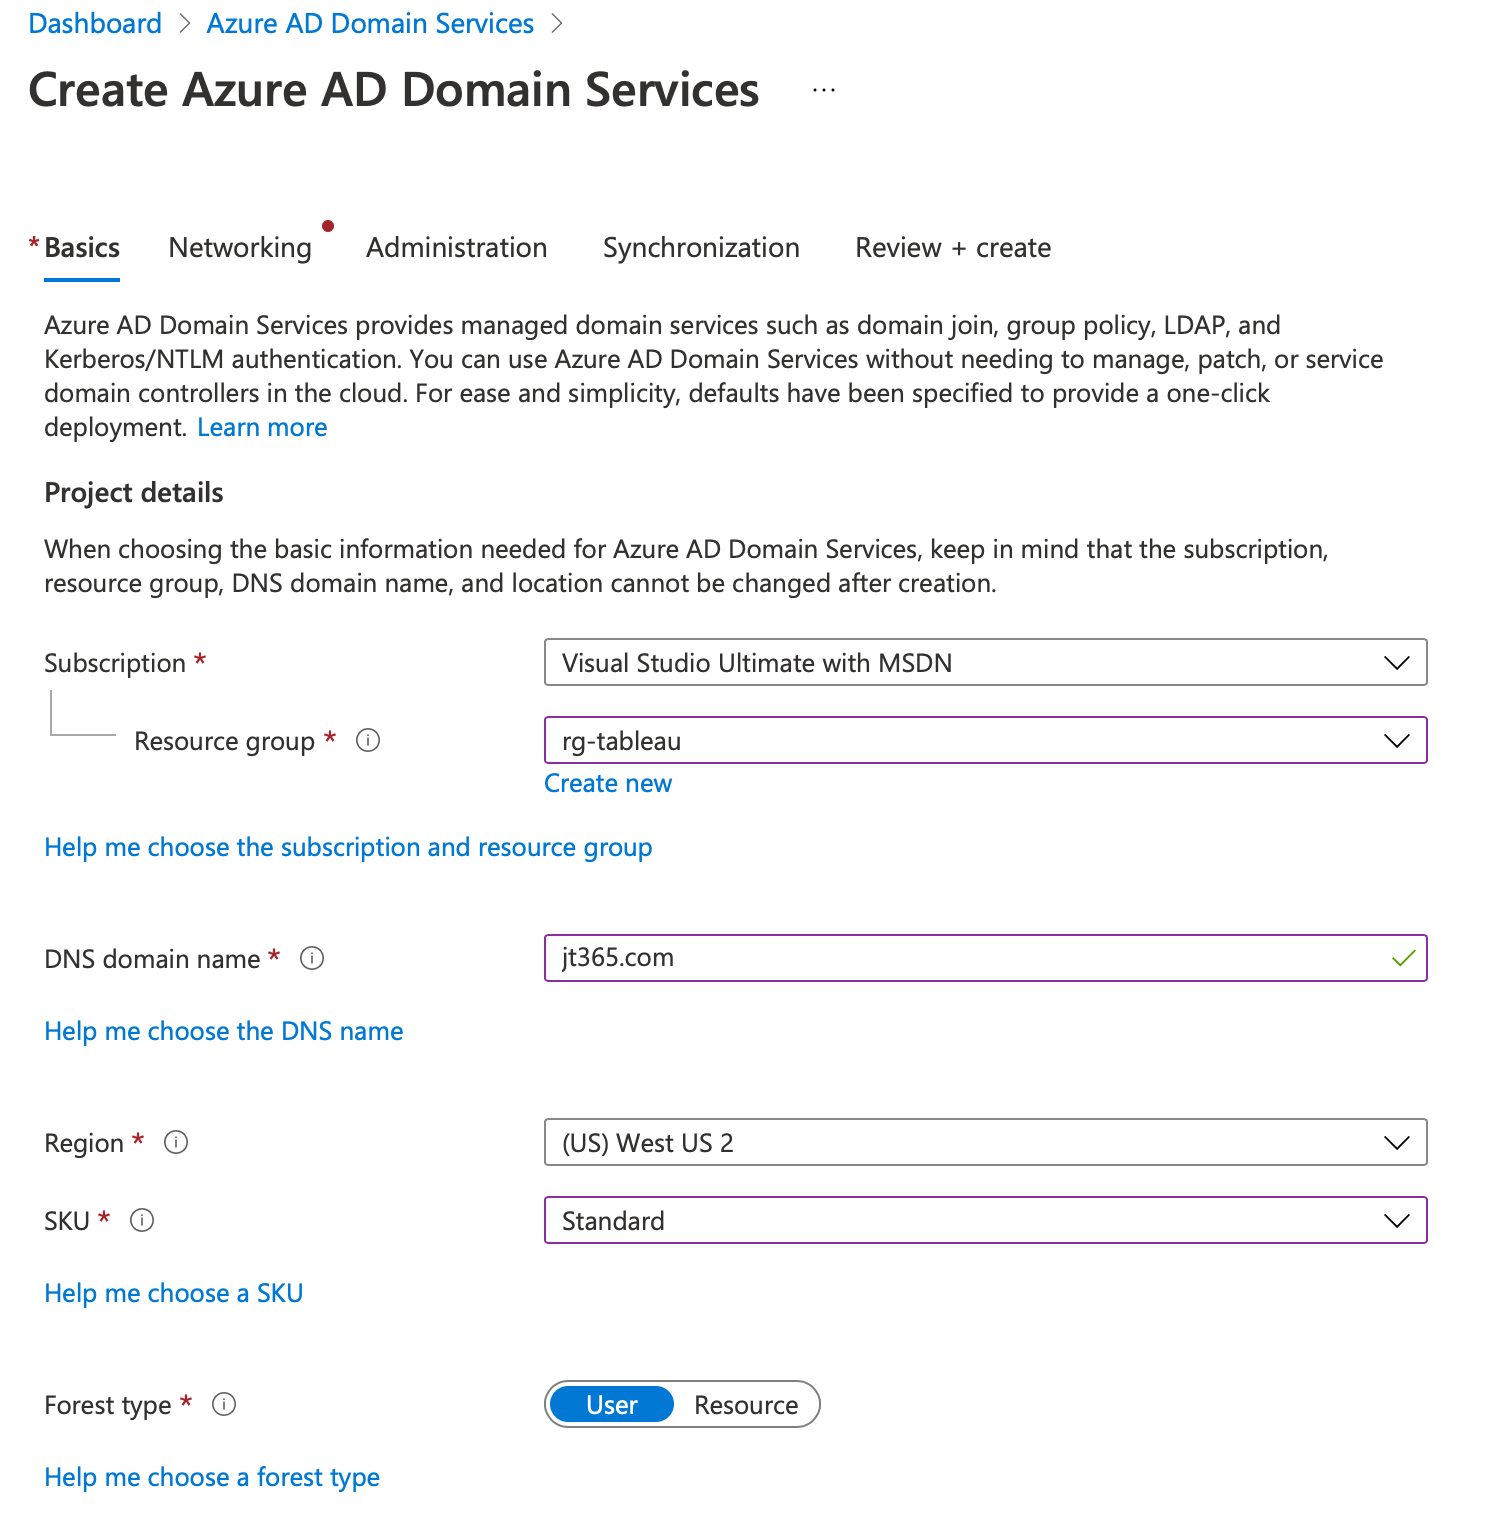 Dashboard > Azure AD Domain Services >
Create Azure AD Domain Services ...
* Basics Networking Administration Synchronization Review + create
Azure AD Domain Services provides managed domain services such as domain join, group policy, LDAP, and
Kerberos/NTLM authentication. You can use Azure AD Domain Services without needing to manage, patch, or service
domain controllers in the cloud. For ease and simplicity, defaults have been specified to provide a one-click
deployment. Learn more
Project details
When choosing the basic information needed for Azure AD Domain Services, keep in mind that the subscription,
resource group, DNS domain name, and location cannot be changed after creation.
Subscription * Visual Studio Ultimate with MSDN
Resource group * rg-tableau
Create new
Help me choose the subscription and resource group
DNS domain name * jt365.com
Help me choose the DNS name
Region * (US) West US 2
SKU * Standard
Help me choose a SKU
Forest type * User Resource
Help me choose a forest type